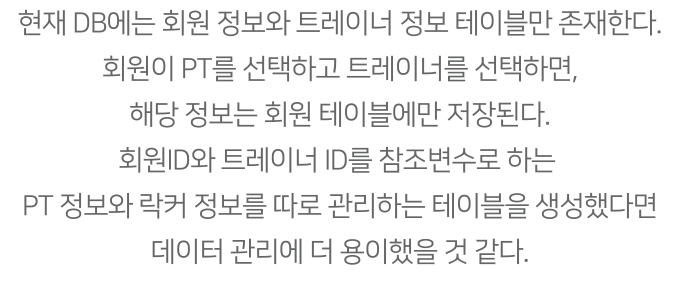 현재 DB에는 회원 정보와 트레이너 정보 테이블만 존재한다.
회원이 PT를 선택하고 트레이너를 선택하면,
해당 정보는 회원 테이블에만 저장된다.
회원ID와 트레이너 ID를 참조변수로 하는
PT 정보와 락커 정보를 따로 관리하는 테이블을 생성했다면
데이터 관리에 더 용이했을 것 같다.